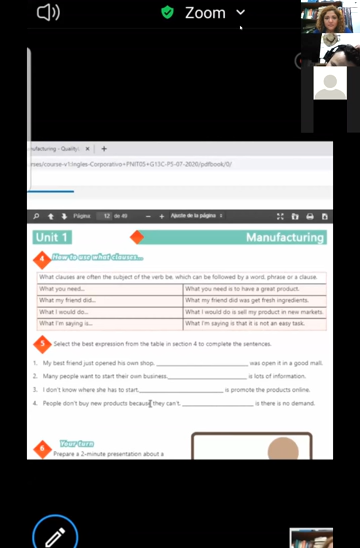 Zoom
Manufacturing - Quality
rses/course-v1:Ingles-Corporativo+PNIT05+G13C-PS-07-2020/pdfbook/0/
Página 12 de 49 Ajuste de la página
Unit 1 Manufacturing
4 How to use what clauses...
What clauses are often the subject of the verb be, which can be followed by a word, phrase or a clause.
What you need... What you need is to have a great product.
What my friend did... What my friend did was get fresh ingredients.
What I would do... What I would do is sell my product in new markets.
What I'm saying is... What I'm saying is that it is not an easy task.
5 Select the best expression from the table in section 4 to complete the sentences.
1. My best friend just opened his own shop, was open it in a good mall.
2. Many people want to start their own business, is lots of information.
3. I don't know where she has to start, is promote the products online.
4. People don't buy new products because they can't. is there is no demand.
6 Your turn
Prepare a 2-minute presentation about a